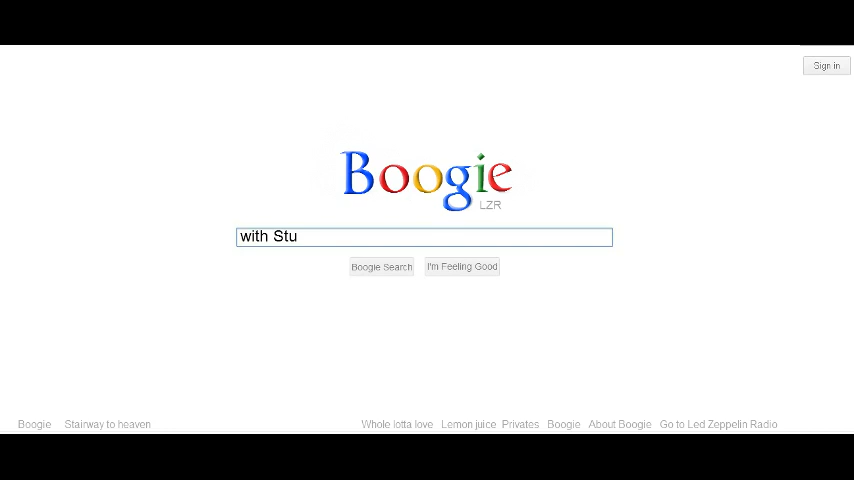 Sign in
Boogie
LZR
with Stu
Boogie Search I'm Feeling Good
Boogie Stairway to heaven Whole lotta love Lemon juice Privates Boogie About Boogie Go to Led Zeppelin Radio